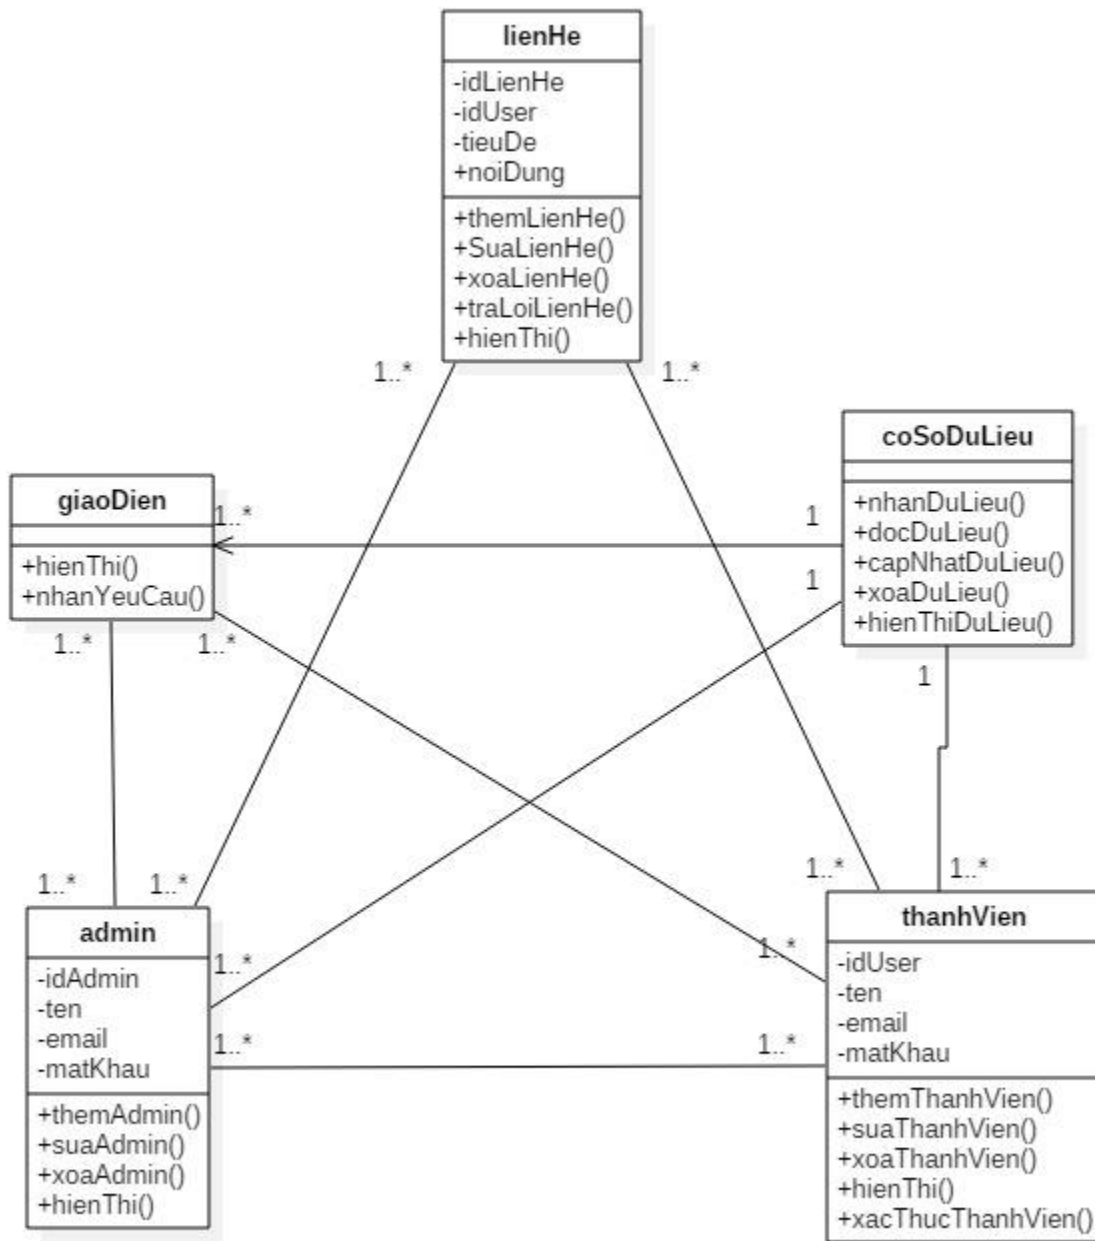 lienHe
-idLienHe
-idUser
-tieuDe
+noiDung
+themLienHe()
+SuaLienHe()
+xoaLienHe()
+traLoiLienHe()
+hienThi()
1..*
1..*
coSoDuLieu
+nhanDuLieu()
+docDuLieu()
+capNhatDuLieu()
+xoaDuLieu()
+hienThiDuLieu()
giaoDien
+hienThi()
+nhanYeuCau()
1..*
1
1
1..*
1..*
1
1..*
1..*
1..*
1..*
admin
-idAdmin
-ten
-email
-matKhau
+themAdmin()
+suaAdmin()
+xoaAdmin()
+hienThi()
1..*
1..*
1..*
1..*
thanhVien
-idUser
-ten
-email
-matKhau
+themThanhVien()
+suaThanhVien()
+xoaThanhVien()
+hienThi()
+xacThucThanhVien()